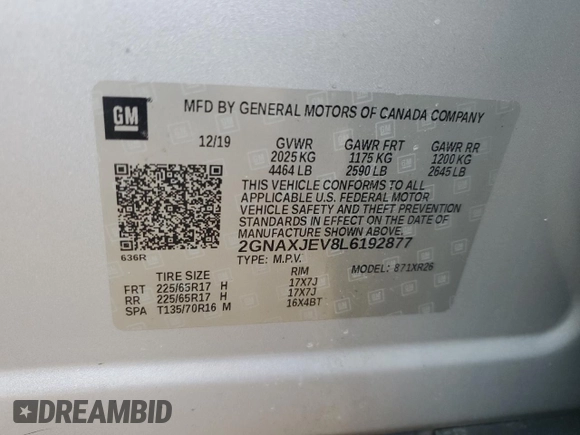 GM
MFD BY GENERAL MOTORS OF CANADA COMPANY
12/19 GVWR GAWR FRT GAWR RR
2025 KG 1175 KG 1200 KG
4464 LB 2590 LB 2645 LB
THIS VEHICLE CONFORMS TO ALL
APPLICABLE U.S. FEDERAL MOTOR
VEHICLE SAFETY AND THEFT PREVENTION
STANDARDS IN EFFECT ON THE DATE OF
MANUFACTURE SHOWN ABOVE.
636R 2GNAXJEV8L6192877
TYPE: M.P.V. MODEL: 871XR26
TIRE SIZE RIM
FRT 225/65R17 H 17X7J
RR 225/65R17 H 17X7J
SPA T135/70R16 M 16X4BT
DREAMBID